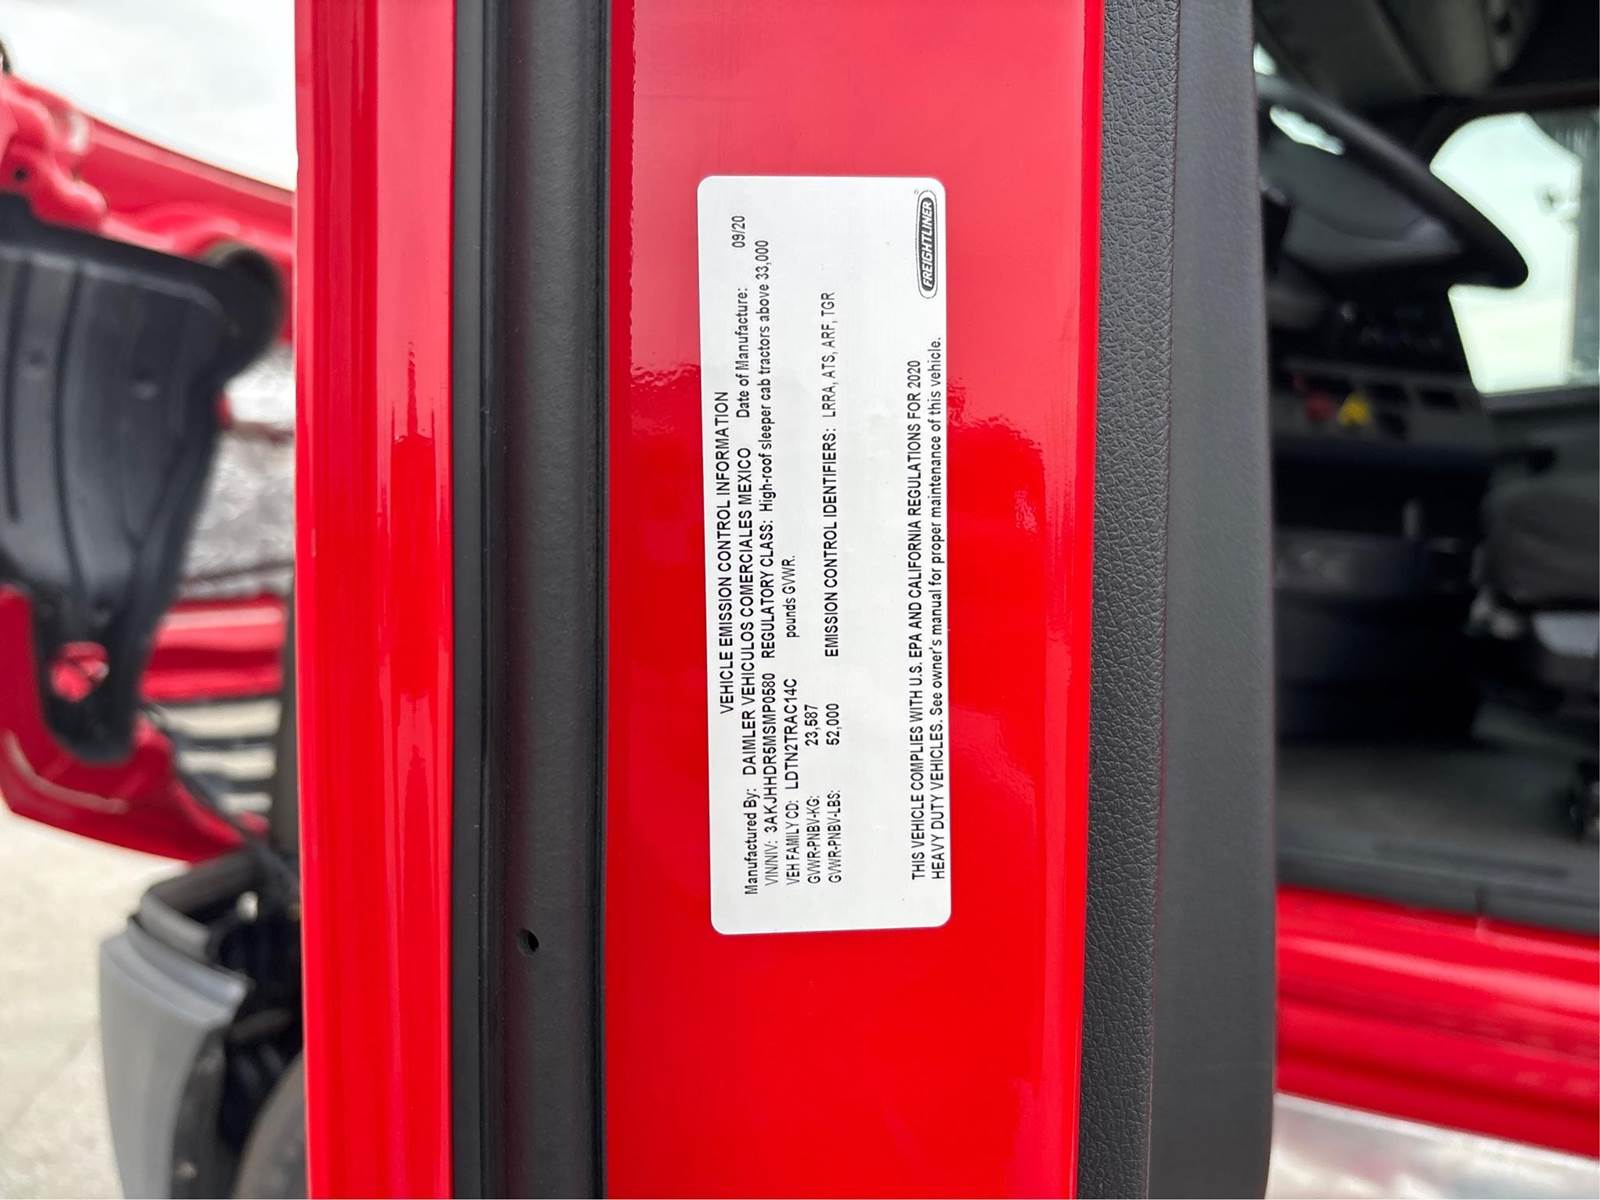 VEHICLE EMISSION CONTROL INFORMATION
Manufactured By: DAIMLER VEHICULOS COMERCIALES MEXICO Date of Manufacture: 09/20
VIN/NIV: 3AKJHHDR5MSMP0580 REGULATORY CLASS: High-roof sleeper cab tractors above 33,000
VEH FAMILY CD: LDTN2TRAC14C pounds GVWR.
GVWR-PNBV-KG: 23,587
GVWR-PNBV-LBS: 52,000 EMISSION CONTROL IDENTIFIERS: LRRA, ATS, ARF, TGR
THIS VEHICLE COMPLIES WITH U.S. EPA AND CALIFORNIA REGULATIONS FOR 2020
HEAVY DUTY VEHICLES. See owner's manual for proper maintenance of this vehicle.
FREIGHTLINER®